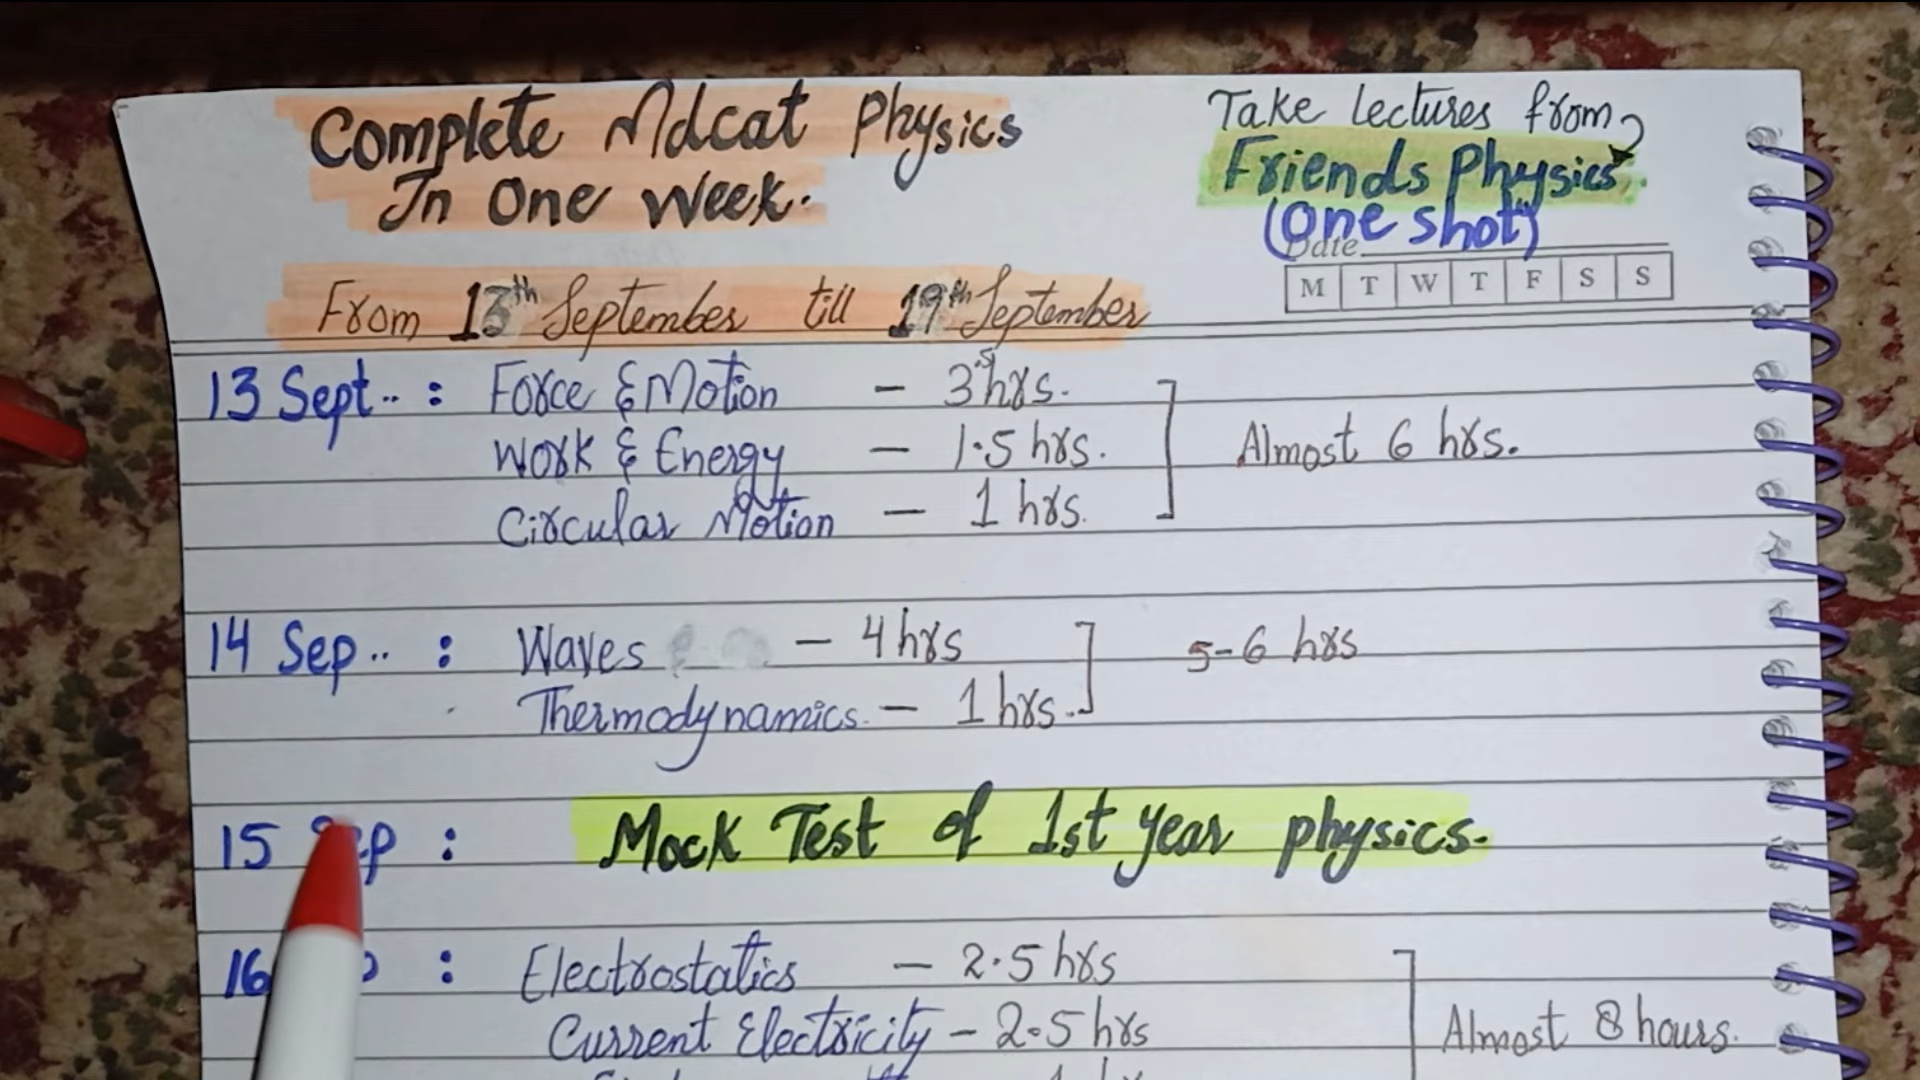 Complete Mdcat Physics
In One Week.
Take lectures from
Friends Physics
(One shot)
Date
M T W T F S S
From 13th September till 19th September
13 Sept.. : Force & Motion — 3 hrs.
Work & Energy — 1.5 hrs.
Circular Motion — 1 hrs.
Almost 6 hrs.
14 Sep.. : Waves — 4 hrs
Thermodynamics. — 1 hrs.
5-6 hrs
15 Sep : Mock Test of 1st year physics.
16 : Electrostatics — 2.5 hrs
Current Electricity — 2.5 hrs
Almost 8 hours.